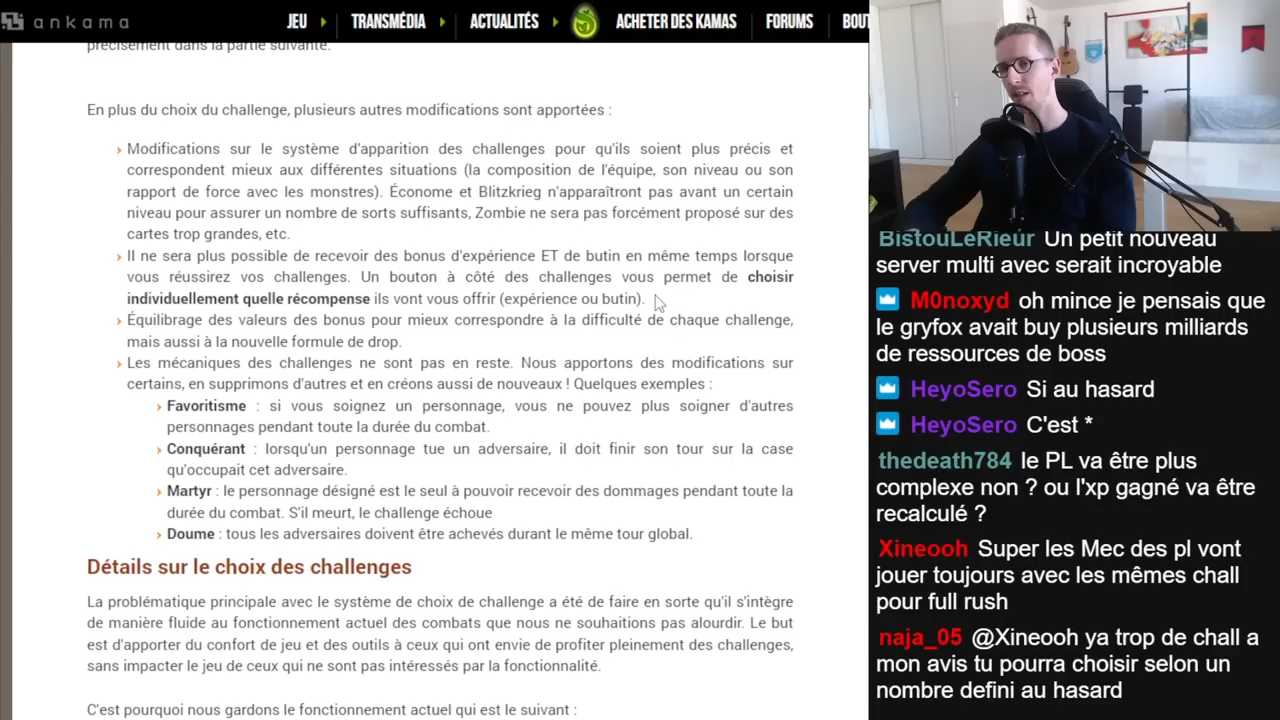 ankama
JEU
TRANSMÉDIA
ACTUALITÉS
ACHETER DES KAMAS
FORUMS
BOUT
précisément dans la partie suivante.
En plus du choix du challenge, plusieurs autres modifications sont apportées :
Modifications sur le système d'apparition des challenges pour qu'ils soient plus précis et
correspondent mieux aux différentes situations (la composition de l'équipe, son niveau ou son
rapport de force avec les monstres). Économe et Blitzkrieg n'apparaîtront pas avant un certain
niveau pour assurer un nombre de sorts suffisants, Zombie ne sera pas forcément proposé sur des
cartes trop grandes, etc.
Il ne sera plus possible de recevoir des bonus d'expérience ET de butin en même temps lorsque
vous réussirez vos challenges. Un bouton à côté des challenges vous permet de choisir
individuellement quelle récompense ils vont vous offrir (expérience ou butin).
Équilibrage des valeurs des bonus pour mieux correspondre à la difficulté de chaque challenge,
mais aussi à la nouvelle formule de drop.
Les mécaniques des challenges ne sont pas en reste. Nous apportons des modifications sur
certains, en supprimons d'autres et en créons aussi de nouveaux ! Quelques exemples :
Favoritisme : si vous soignez un personnage, vous ne pouvez plus soigner d'autres
personnages pendant toute la durée du combat.
Conquérant : lorsqu'un personnage tue un adversaire, il doit finir son tour sur la case
qu'occupait cet adversaire.
Martyr : le personnage désigné est le seul à pouvoir recevoir des dommages pendant toute la
durée du combat. S'il meurt, le challenge échoue
Doume : tous les adversaires doivent être achevés durant le même tour global.
Détails sur le choix des challenges
La problématique principale avec le système de choix de challenge a été de faire en sorte qu'il s'intègre
de manière fluide au fonctionnement actuel des combats que nous ne souhaitions pas alourdir. Le but
est d'apporter du confort de jeu et des outils à ceux qui ont envie de profiter pleinement des challenges,
sans impacter le jeu de ceux qui ne sont pas intéressés par la fonctionnalité.
C'est pourquoi nous gardons le fonctionnement actuel qui est le suivant :
BistouLeRieur Un petit nouveau
server multi avec serait incroyable
M0noxyd oh mince je pensais que
le gryfox avait buy plusieurs milliards
de ressources de boss
HeyoSero Si au hasard
HeyoSero C'est *
thedeath784 le PL va être plus
complexe non ? ou l'xp gagné va être
recalculé ?
Xineooh Super les Mec des pl vont
jouer toujours avec les mêmes chall
pour full rush
naja_05 @Xineooh ya trop de chall a
mon avis tu pourra choisir selon un
nombre defini au hasard